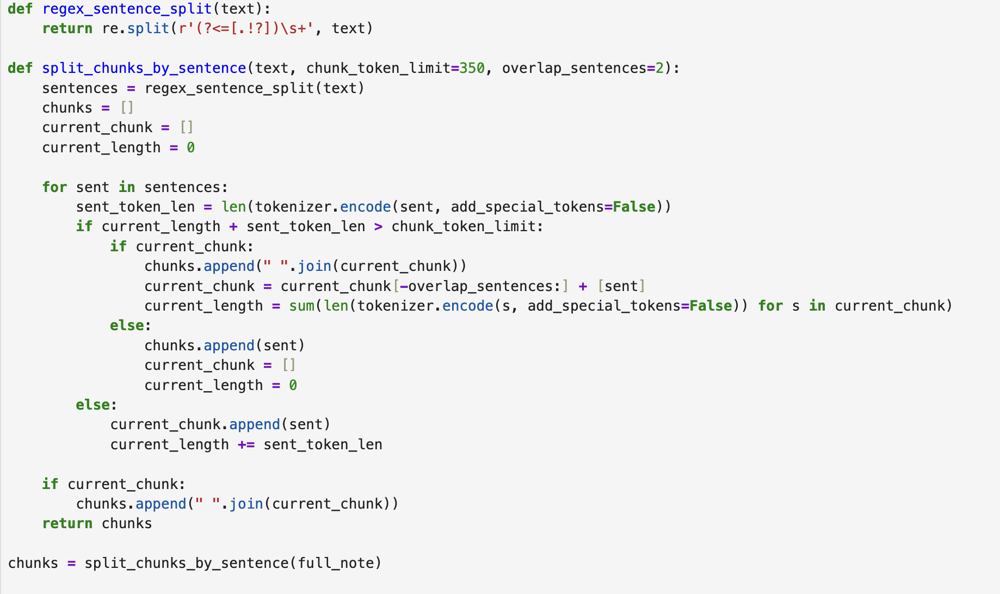 def regex_sentence_split(text):
    return re.split(r'(?<=[.!?])\s+', text)

def split_chunks_by_sentence(text, chunk_token_limit=350, overlap_sentences=2):
    sentences = regex_sentence_split(text)
    chunks = []
    current_chunk = []
    current_length = 0

    for sent in sentences:
        sent_token_len = len(tokenizer.encode(sent, add_special_tokens=False))
        if current_length + sent_token_len > chunk_token_limit:
            if current_chunk:
                chunks.append(" ".join(current_chunk))
                current_chunk = current_chunk[-overlap_sentences:] + [sent]
                current_length = sum(len(tokenizer.encode(s, add_special_tokens=False)) for s in current_chunk)
            else:
                chunks.append(sent)
                current_chunk = []
                current_length = 0
        else:
            current_chunk.append(sent)
            current_length += sent_token_len

    if current_chunk:
        chunks.append(" ".join(current_chunk))
    return chunks

chunks = split_chunks_by_sentence(full_note)